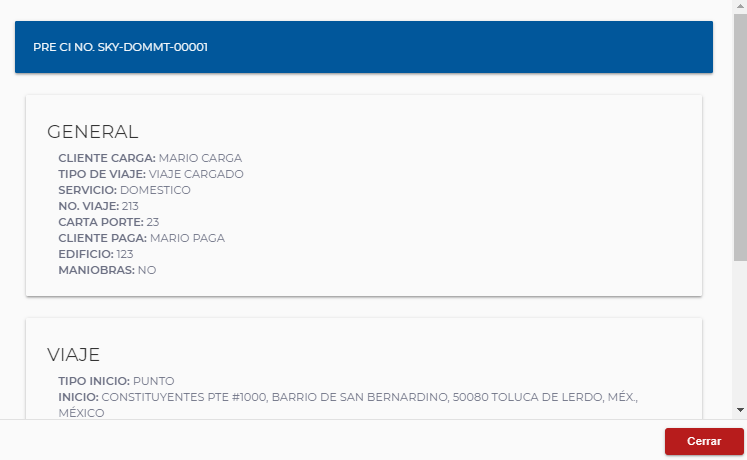 PRE CI NO. SKY-DOMMT-00001
GENERAL
CLIENTE CARGA: MARIO CARGA
TIPO DE VIAJE: VIAJE CARGADO
SERVICIO: DOMESTICO
NO. VIAJE: 213
CARTA PORTE: 23
CLIENTE PAGA: MARIO PAGA
EDIFICIO: 123
MANIOBRAS: NO
VIAJE
TIPO INICIO: PUNTO
INICIO: CONSTITUYENTES PTE #1000, BARRIO DE SAN BERNARDINO, 50080 TOLUCA DE LERDO, MÉX.,
MÉXICO
Cerrar